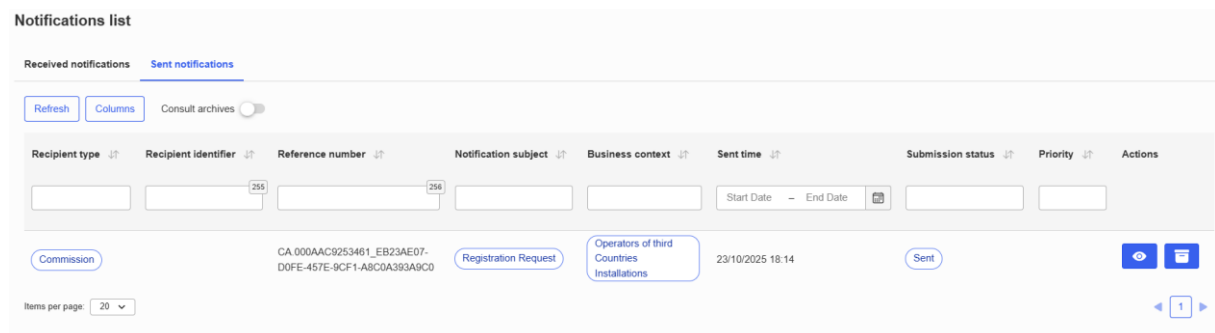 Notifications list
Received notifications Sent notifications
Refresh Columns Consult archives
Recipient type Recipient identifier Reference number Notification subject Business context Sent time Submission status Priority Actions
255 256 Start Date – End Date
Commission CA.000AAC9253461_EB23AE07-D0FE-457E-9CF1-A8C0A393A9C0 Registration Request Operators of third Countries Installations 23/10/2025 18:14 Sent
Items per page: 20 1